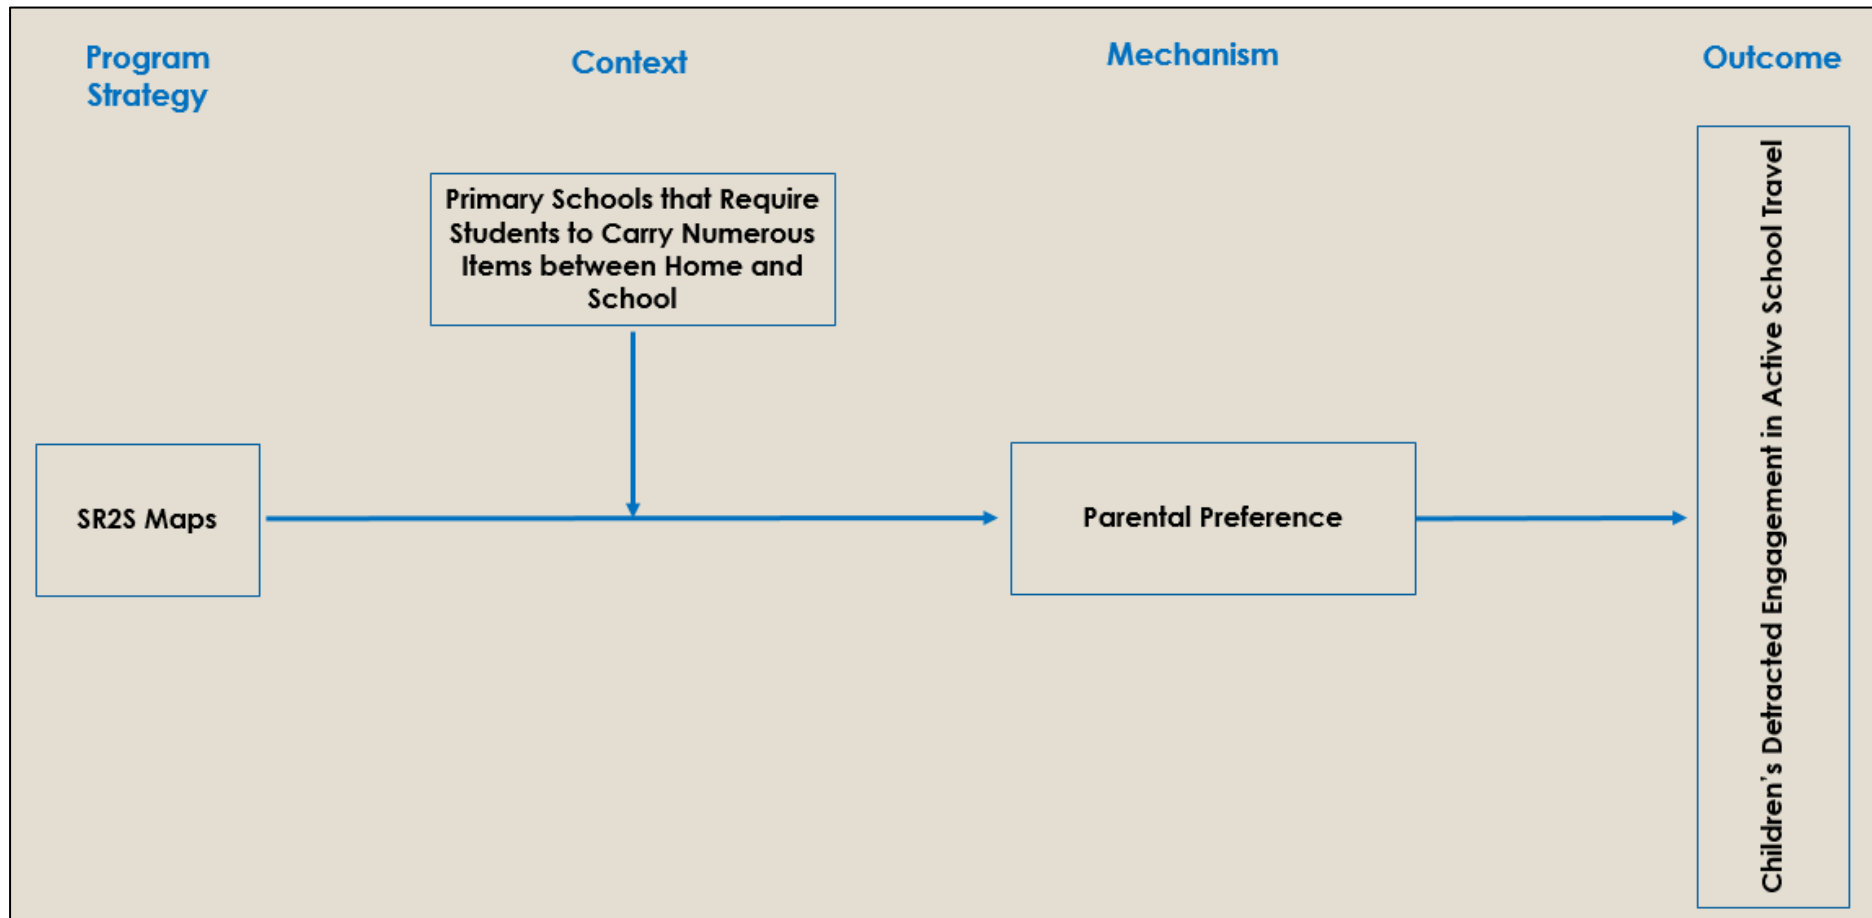 Program
Strategy
Context
Mechanism
Outcome
Primary Schools that Require
Students to Carry Numerous
Items between Home and
School
SR2S Maps
Parental Preference
Children's Detracted Engagement in Active School Travel